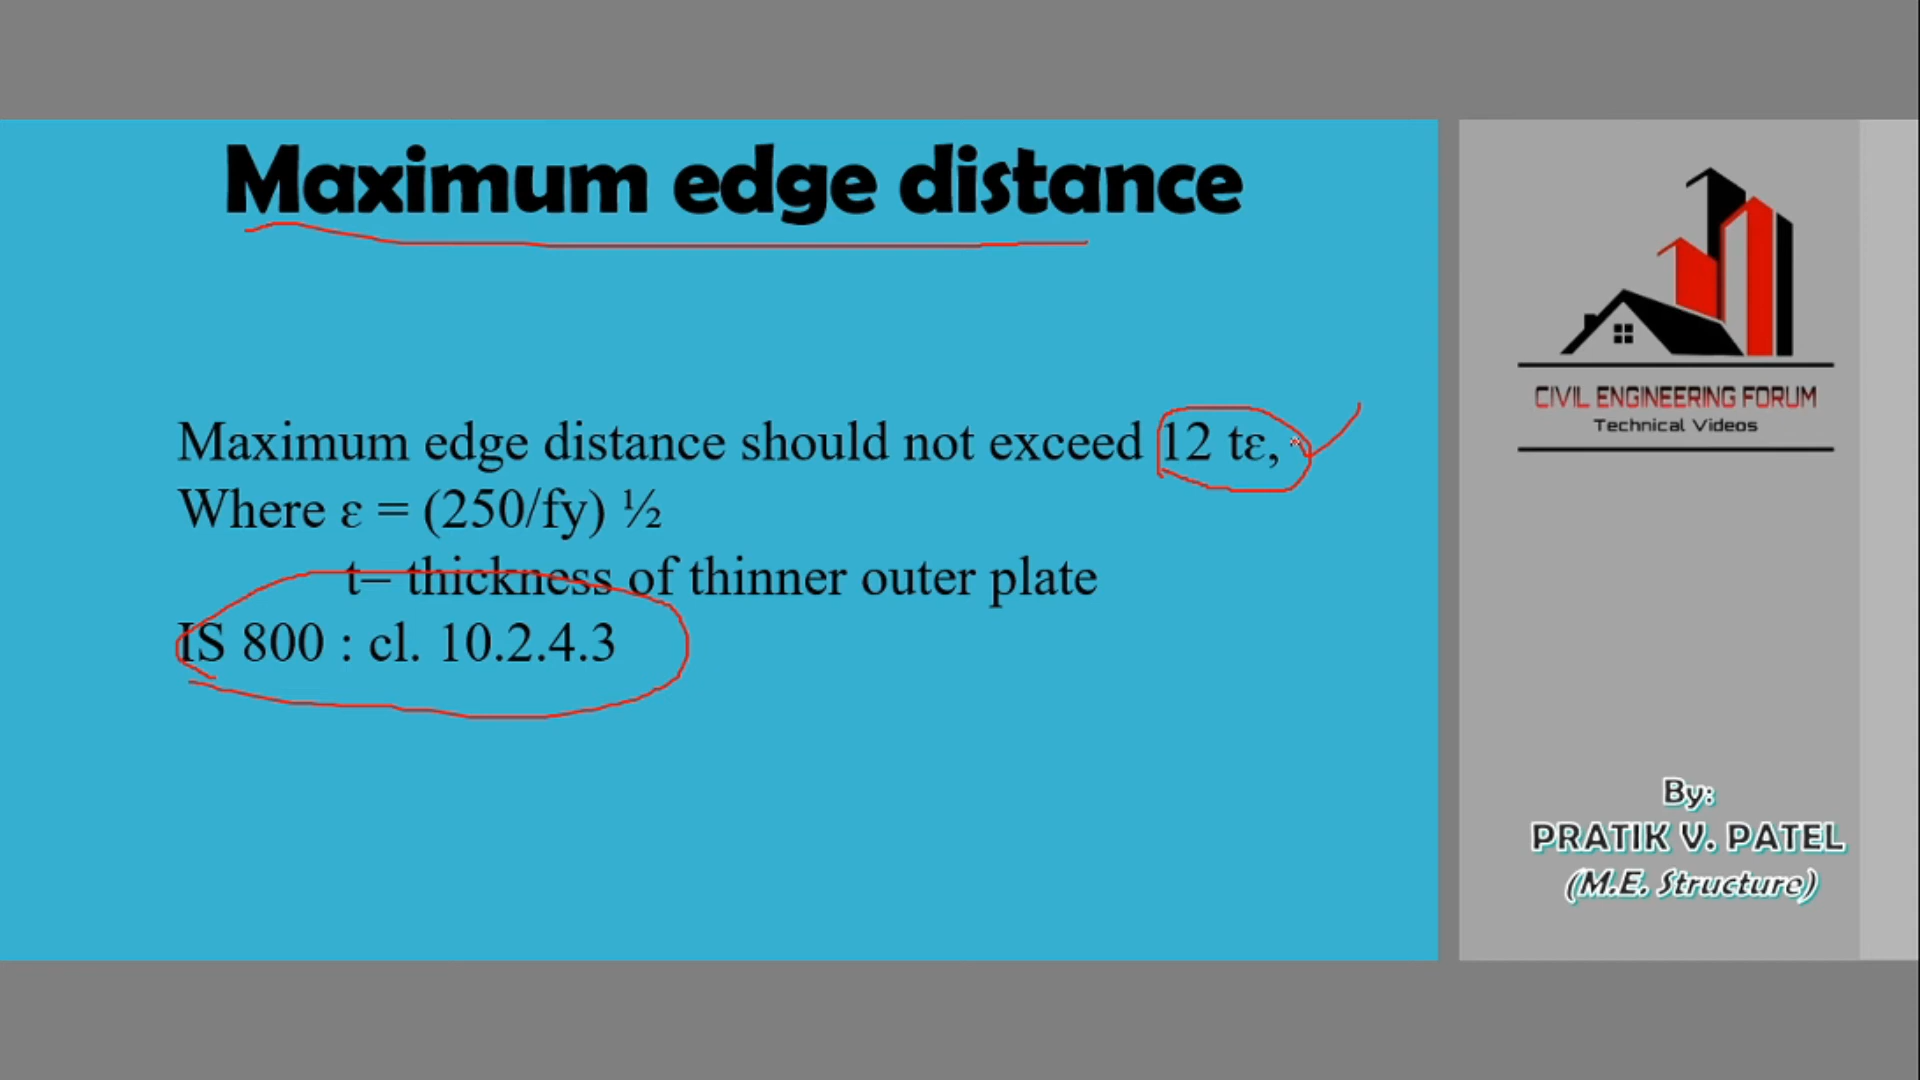 Maximum edge distance
Maximum edge distance should not exceed 12 tε,
Where ε = (250/fy) ½
t– thickness of thinner outer plate
IS 800 : cl. 10.2.4.3
CIVIL ENGINEERING FORUM
Technical Videos
By:
PRATIK V. PATEL
(M.E. Structure)